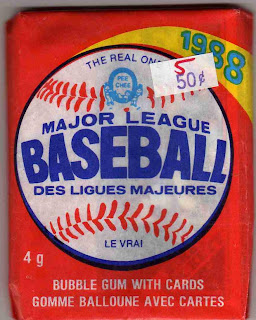 1988
THE REAL ON
O PEE
CHEE
5
50¢
MAJOR LEAGUE
BASEBALL
DES LIGUES MAJEURES
LE VRAI
4 g
BUBBLE GUM WITH CARDS
GOMME BALLOUNE AVEC CARTES